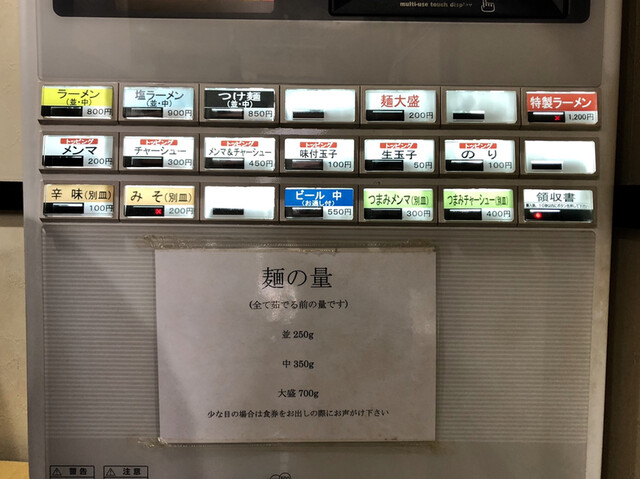 multi-use touch display
ラーメン
(並・中)
800円
塩ラーメン
(並・中)
900円
つけ麺
(並・中)
850円
麺大盛
200円
特製ラーメン
1,200円
トッピング
メンマ
200円
トッピング
チャーシュー
300円
トッピング
メンマ&チャーシュー
450円
トッピング
味付玉子
100円
トッピング
生玉子
50円
トッピング
のり
100円
辛味(別皿)
100円
みそ(別皿)
200円
ビール 中
(お通し付)
550円
つまみメンマ(別皿)
300円
つまみチャーシュー(別皿)
400円
領収書
麺の量
(全て茹でる前の量です)
並 250g
中 350g
大盛 700g
少な目の場合は食券をお出しの際にお声がけ下さい
警告
注意